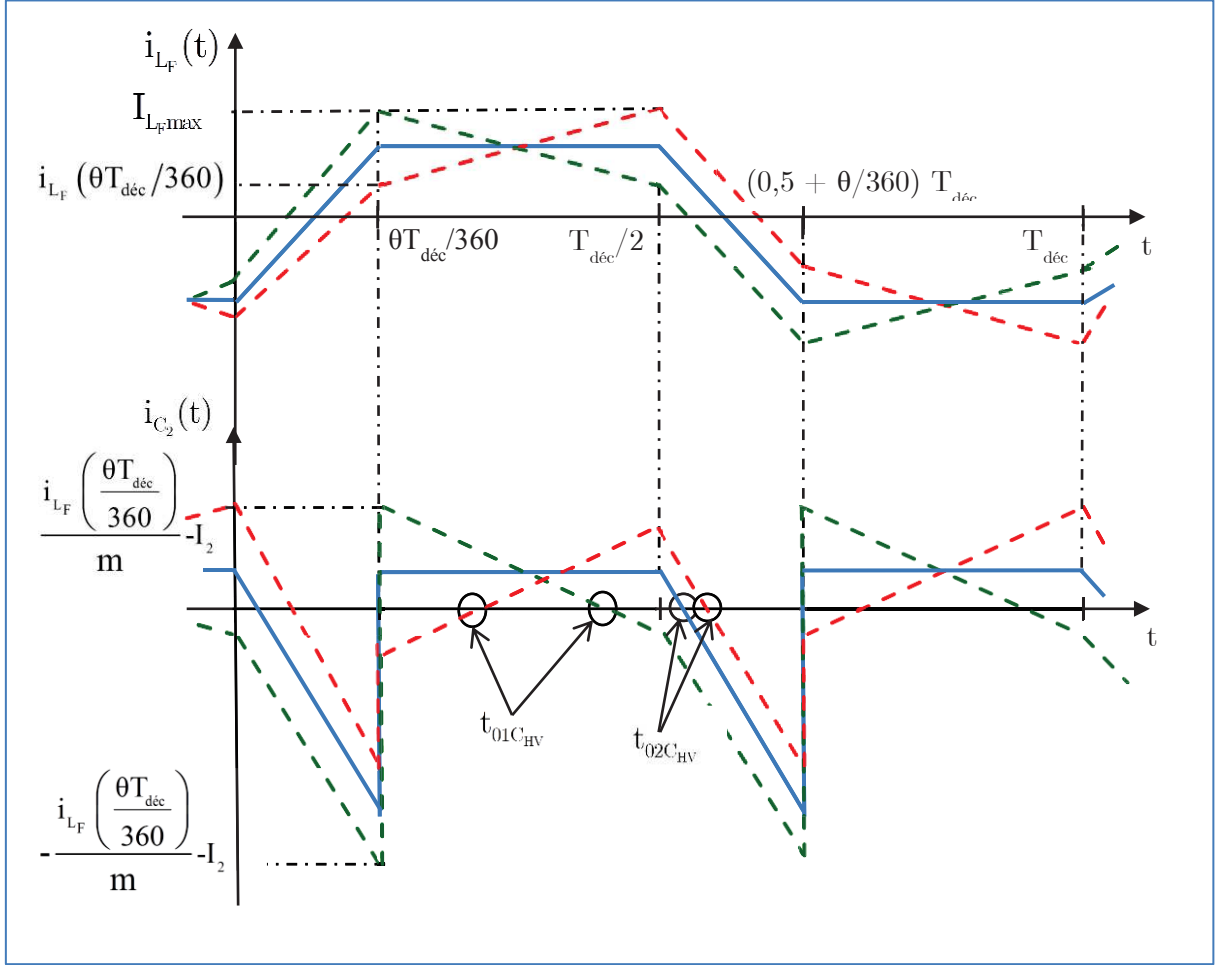 i_{L_F}(t)
I_{L_Fmax}
i_{L_F}(θT_{déc}/360)
(0,5 + θ/360) T_{déc}
θT_{déc}/360
T_{déc}/2
T_{déc}
t
i_{C_2}(t)
i_{L_F}(θT_{déc}/360)/m -I_2
t
t_{01C_{HV}}
t_{02C_{HV}}
-i_{L_F}(θT_{déc}/360)/m -I_2